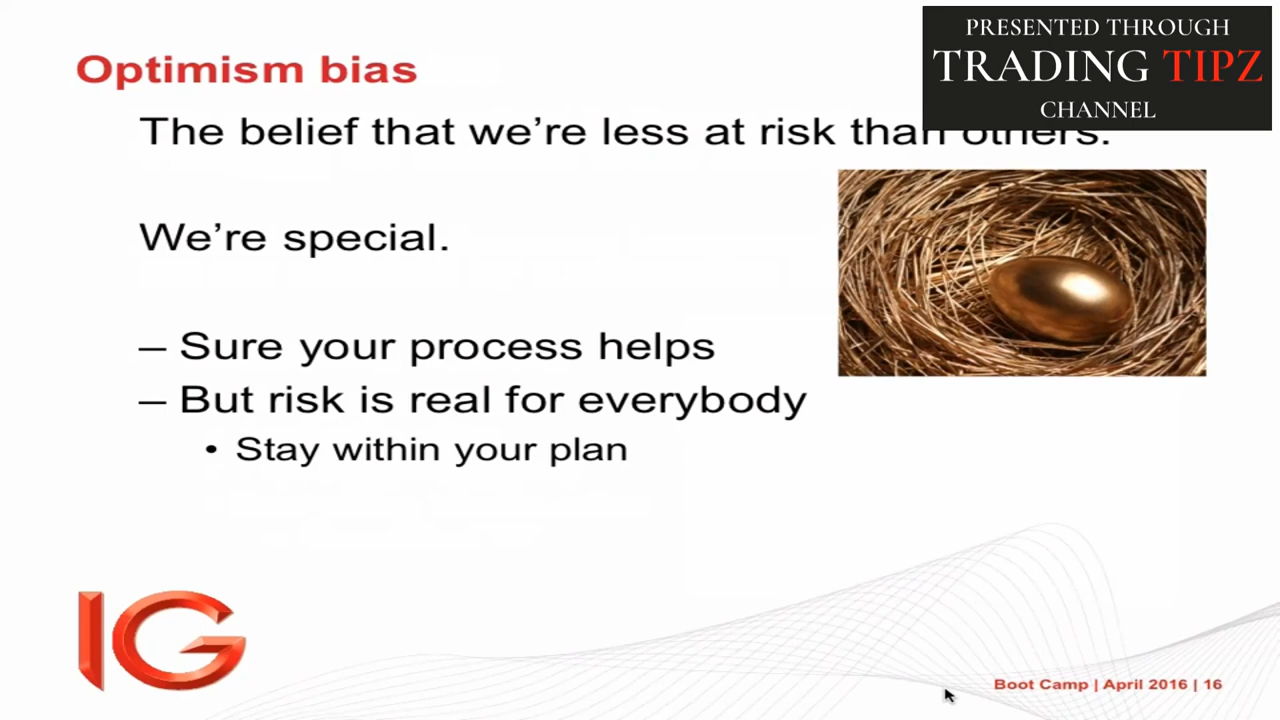 PRESENTED THROUGH
TRADING TIPZ
CHANNEL
Optimism bias
The belief that we’re less at risk than others.
We’re special.
– Sure your process helps
– But risk is real for everybody
• Stay within your plan
IG
Boot Camp | April 2016 | 16